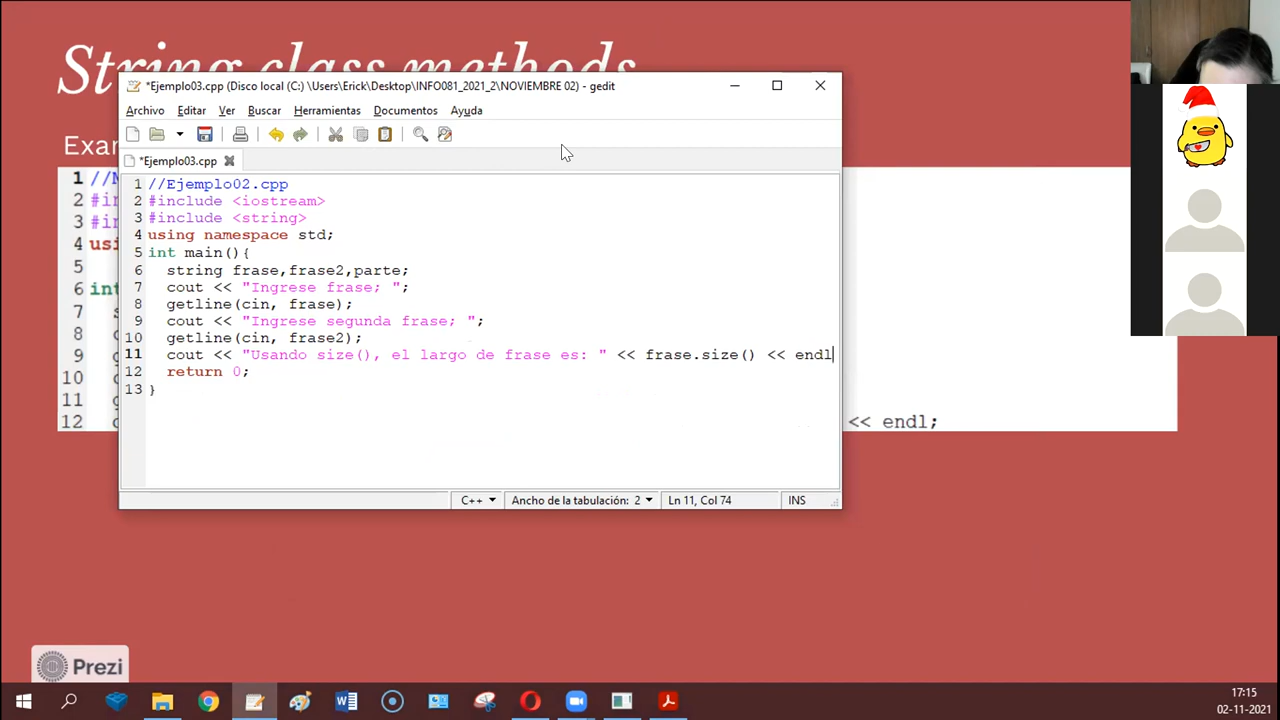 String class methods
*Ejemplo03.cpp (Disco local (C:) \Users\Erick\Desktop\INFO081_2021_2\NOVIEMBRE 02) - gedit
Archivo Editar Ver Buscar Herramientas Documentos Ayuda
*Ejemplo03.cpp
1 //Ejemplo02.cpp
2 #include <iostream>
3 #include <string>
4 using namespace std;
5 int main(){
6 string frase,frase2,parte;
7 cout << "Ingrese frase; ";
8 getline(cin, frase);
9 cout << "Ingrese segunda frase; ";
10 getline(cin, frase2);
11 cout << "Usando size(), el largo de frase es: " << frase.size() << endl
12 return 0;
13 }
C++ Ancho de la tabulación: 2 Ln 11, Col 74 INS
Exa
1 //
2 #i
3 #i
4 usi
5
6 int
7
8
9
10
11
12 << endl;
Prezi
17:15
02-11-2021